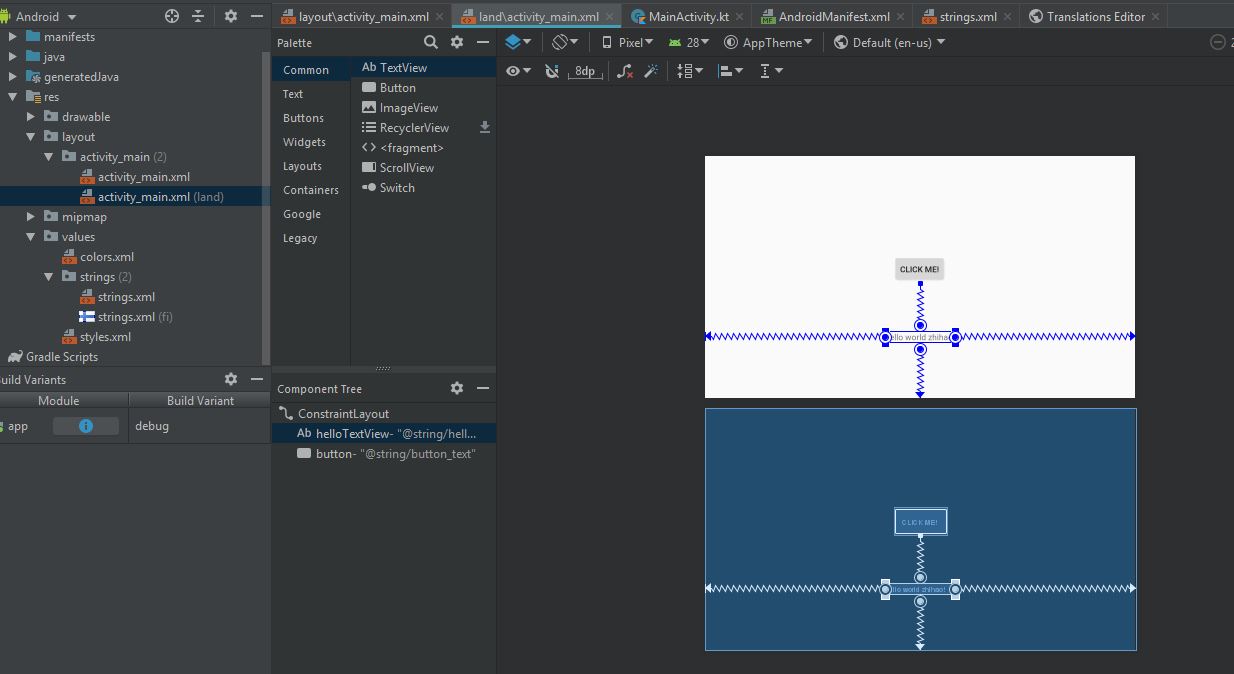 Android
layout\activity_main.xml
land\activity_main.xml
MainActivity.kt
AndroidManifest.xml
strings.xml
Translations Editor
manifests
java
generatedJava
res
drawable
layout
activity_main (2)
activity_main.xml
activity_main.xml (land)
mipmap
values
colors.xml
strings (2)
strings.xml
strings.xml (fi)
styles.xml
Gradle Scripts
uild Variants
Module
Build Variant
app
debug
Palette
Common
Text
Buttons
Widgets
Layouts
Containers
Google
Legacy
Ab TextView
Button
ImageView
RecyclerView
<fragment>
ScrollView
Switch
Component Tree
ConstraintLayout
Ab helloTextView- "@string/hell...
button- "@string/button_text"
Pixel
28
AppTheme
Default (en-us)
8dp
CLICK ME!
ello world zhihao
CLICK ME!
llo world zhihao!